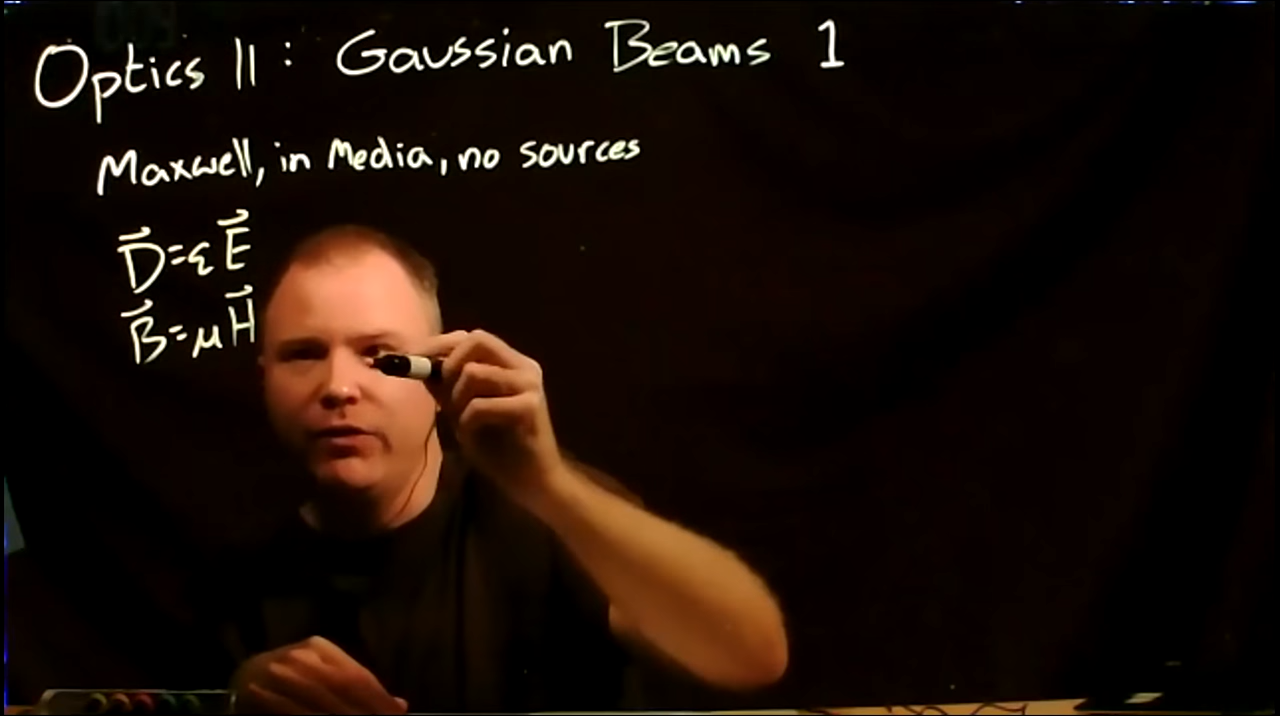 Optics II: Gaussian Beams 1
Maxwell, in Media, no sources
D⃗=εE⃗
B⃗=μH⃗